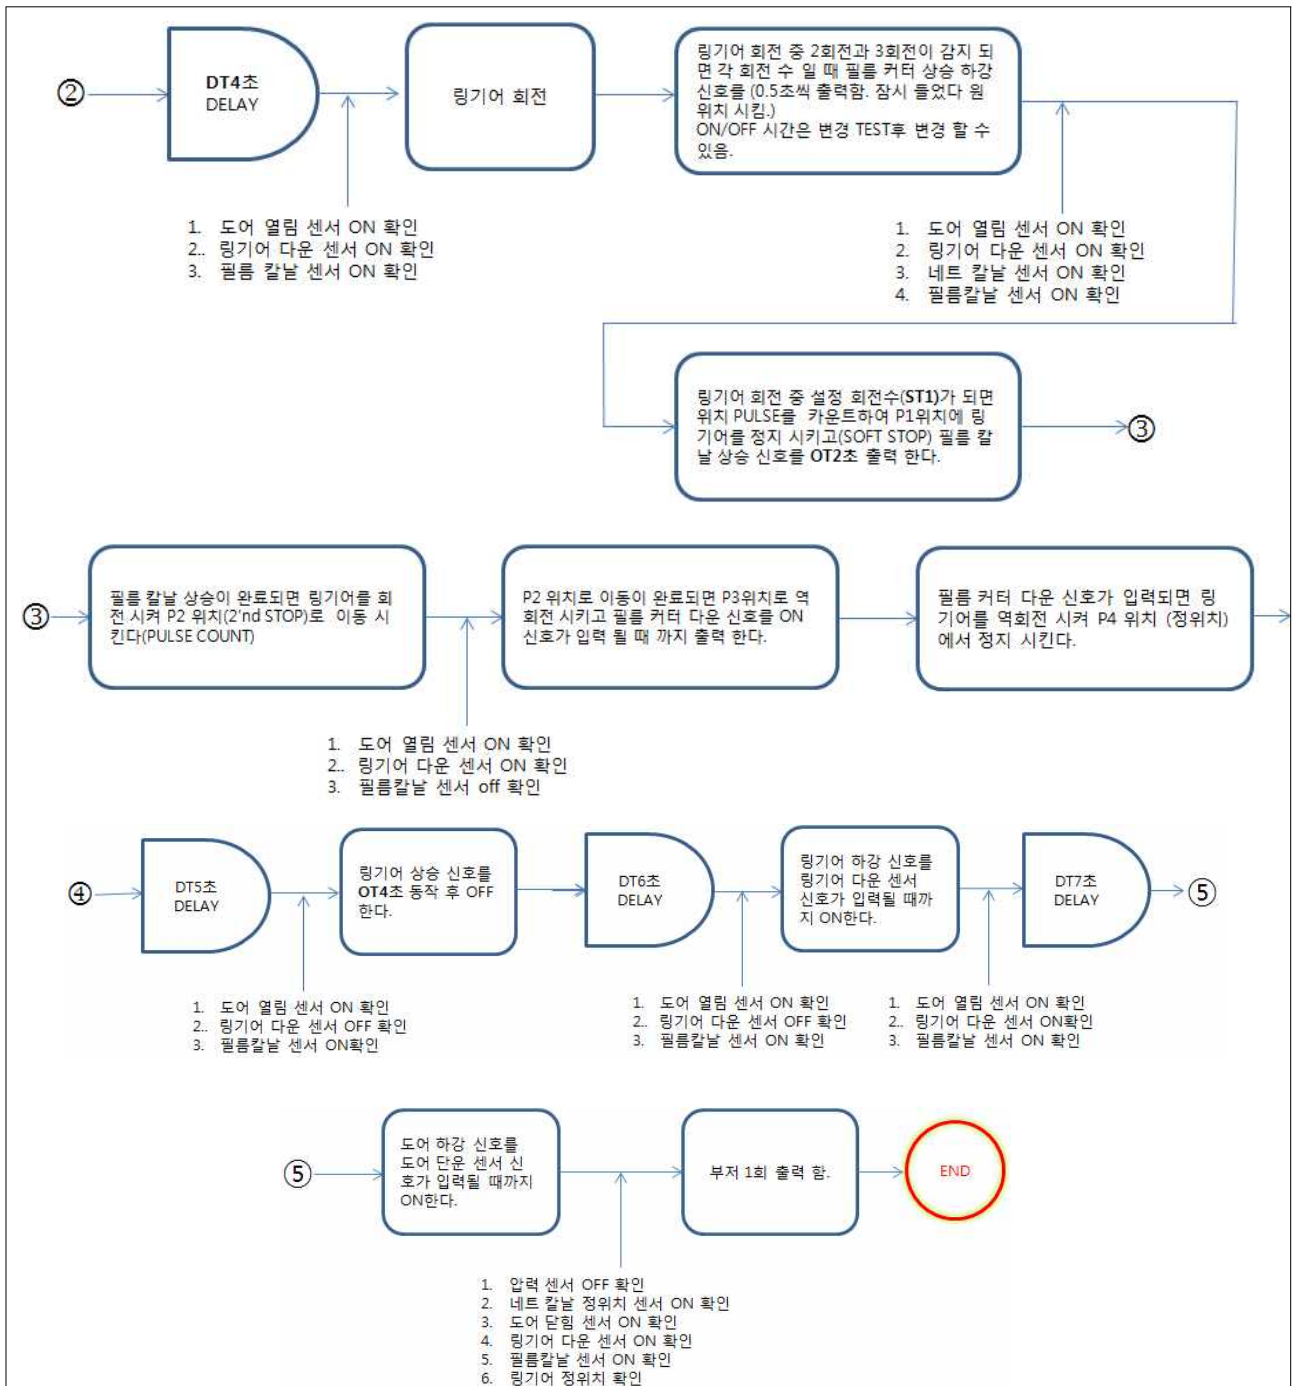 ②
DT4초
DELAY
링기어 회전
링기어 회전 중 2회전과 3회전이 감지 되
면 각 회전 수 일 때 필름 커터 상승 하강
신호를 (0.5초씩 출력함. 잠시 들었다 원
위치 시킴.)
ON/OFF 시간은 변경 TEST후 변경 할 수
있음.
1. 도어 열림 센서 ON 확인
2.. 링기어 다운 센서 ON 확인
3. 필름 칼날 센서 ON 확인
1. 도어 열림 센서 ON 확인
2. 링기어 다운 센서 ON 확인
3. 네트 칼날 센서 ON 확인
4. 필름칼날 센서 ON 확인
링기어 회전 중 설정 회전수(ST1)가 되면
위치 PULSE를 카운트하여 P1위치에 링
기어를 정지 시키고(SOFT STOP) 필름 칼
날 상승 신호를 OT2초 출력 한다.
③
③
필름 칼날 상승이 완료되면 링기어를 회
전 시켜 P2 위치(2'nd STOP)로 이동 시
킨다(PULSE COUNT)
P2 위치로 이동이 완료되면 P3위치로 역
회전 시키고 필름 커터 다운 신호를 ON
신호가 입력 될 때 까지 출력 한다.
필름 커터 다운 신호가 입력되면 링
기어를 역회전 시켜 P4 위치 (정위치)
에서 정지 시킨다.
1. 도어 열림 센서 ON 확인
2.. 링기어 다운 센서 ON 확인
3. 필름칼날 센서 off 확인
④
DT5초
DELAY
링기어 상승 신호를
OT4초 동작 후 OFF
한다.
DT6초
DELAY
링기어 하강 신호를
링기어 다운 센서
신호가 입력될 때까
지 ON한다.
DT7초
DELAY
⑤
1. 도어 열림 센서 ON 확인
2.. 링기어 다운 센서 OFF 확인
3. 필름칼날 센서 ON확인
1. 도어 열림 센서 ON 확인
2.. 링기어 다운 센서 OFF 확인
3. 필름칼날 센서 ON 확인
1. 도어 열림 센서 ON 확인
2.. 링기어 다운 센서 ON확인
3. 필름칼날 센서 ON 확인
⑤
도어 하강 신호를
도어 단운 센서 신
호가 입력될 때까지
ON한다.
부저 1회 출력 함.
END
1. 압력 센서 OFF 확인
2. 네트 칼날 정위치 센서 ON 확인
3. 도어 닫힘 센서 ON 확인
4. 링기어 다운 센서 ON 확인
5. 필름칼날 센서 ON 확인
6. 링기어 정위치 확인